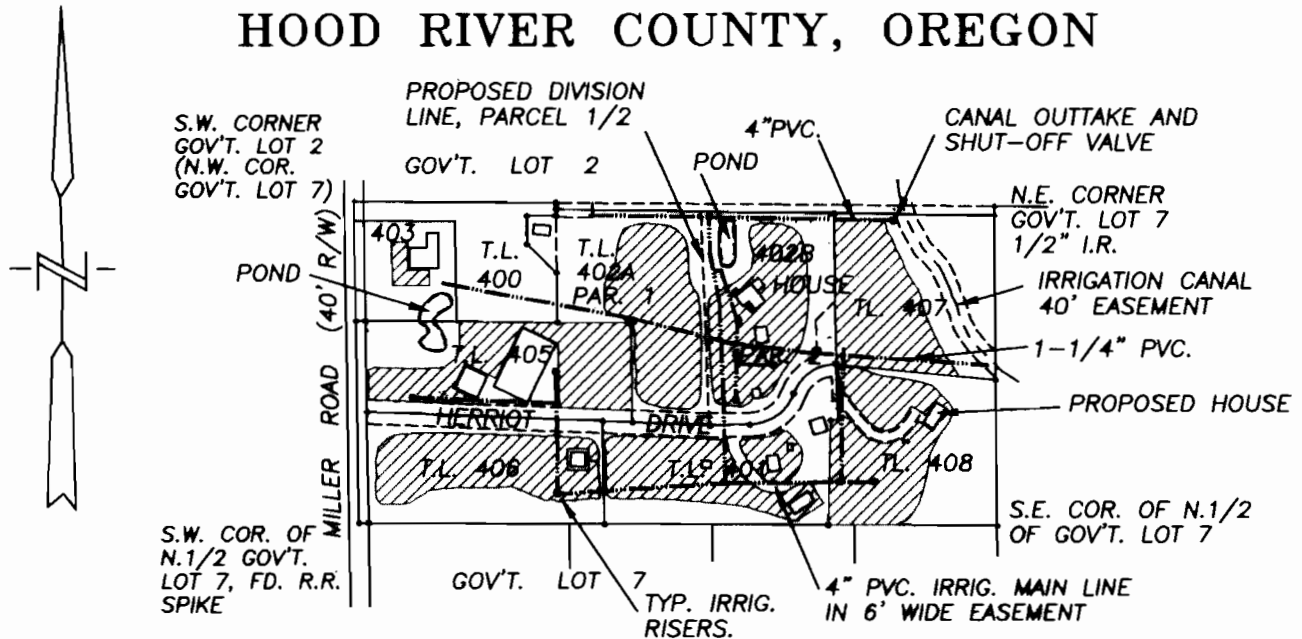 HOOD RIVER COUNTY, OREGON
N
PROPOSED DIVISION
LINE, PARCEL 1/2
S.W. CORNER
GOV'T. LOT 2
(N.W. COR.
GOV'T. LOT 7)
GOV'T. LOT 2
POND
4"PVC.
CANAL OUTTAKE AND
SHUT-OFF VALVE
N.E. CORNER
GOV'T. LOT 7
1/2" I.R.
403
T.L.
400
T.L.
402A
PAR. 1
402B
HOUSE
TL. 407
POND
IRRIGATION CANAL
40' EASEMENT
1-1/4" PVC.
T.L. 405
PAR. 2
PROPOSED HOUSE
HERRIOT DRIVE
MILLER ROAD (40' R/W)
T.L. 406
T.L. 401
TL. 408
S.W. COR. OF
N.1/2 GOV'T.
LOT 7, FD. R.R.
SPIKE
GOV'T. LOT 7
TYP. IRRIG.
RISERS.
4" PVC. IRRIG. MAIN LINE
IN 6' WIDE EASEMENT
S.E. COR. OF N.1/2
OF GOV'T. LOT 7